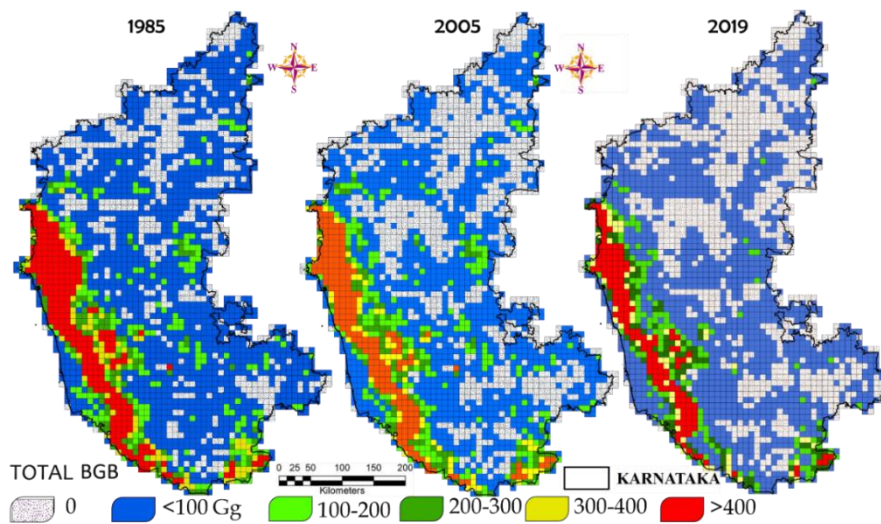 1985
2005
2019
N
W E
S
N
W E
S
TOTAL BGB
0 25 50 100 150 200
Kilometers
KARNATAKA
0
<100 Gg
100-200
200-300
300-400
>400